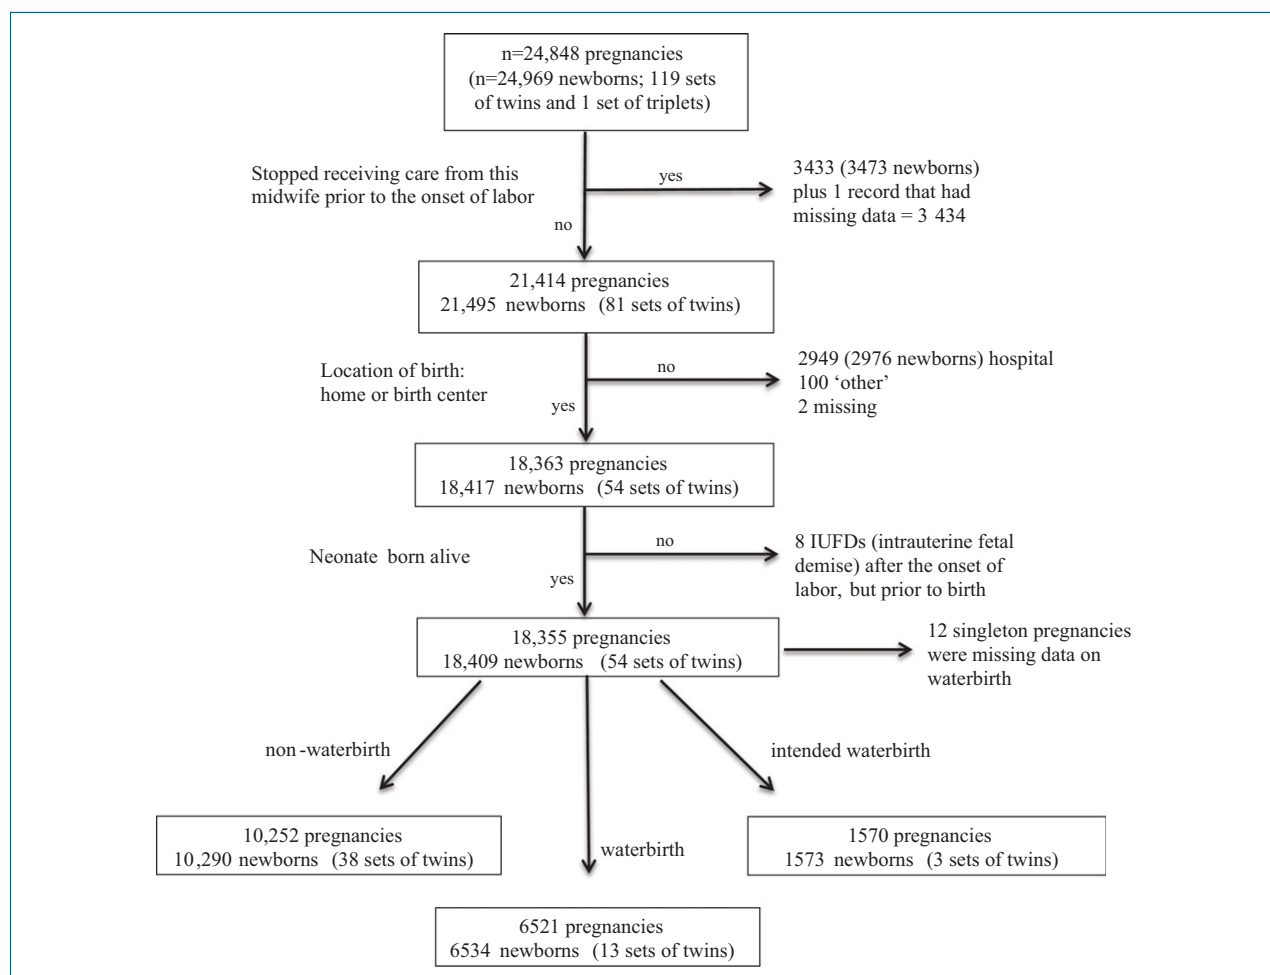 n=24,848 pregnancies
(n=24,969 newborns; 119 sets
of twins and 1 set of triplets)
Stopped receiving care from this
midwife prior to the onset of labor
yes
3433 (3473 newborns)
plus 1 record that had
missing data = 3 434
no
21,414 pregnancies
21,495 newborns (81 sets of twins)
Location of birth:
home or birth center
no
2949 (2976 newborns) hospital
100 ‘other’
2 missing
yes
18,363 pregnancies
18,417 newborns (54 sets of twins)
Neonate born alive
no
8 IUFDs (intrauterine fetal
demise) after the onset of
labor, but prior to birth
yes
18,355 pregnancies
18,409 newborns (54 sets of twins)
12 singleton pregnancies
were missing data on
waterbirth
non-waterbirth
intended waterbirth
10,252 pregnancies
10,290 newborns (38 sets of twins)
waterbirth
1570 pregnancies
1573 newborns (3 sets of twins)
6521 pregnancies
6534 newborns (13 sets of twins)